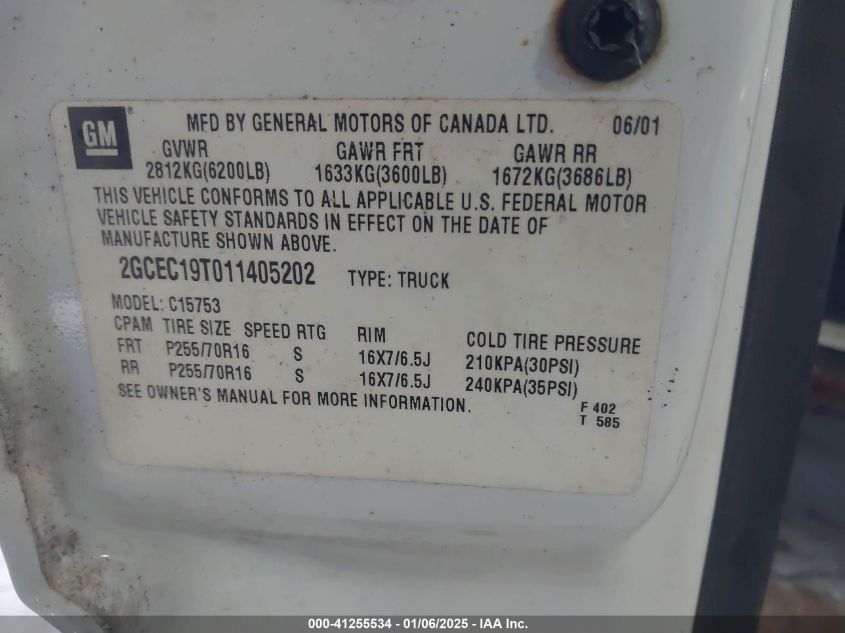 GM
MFD BY GENERAL MOTORS OF CANADA LTD. 06/01
GVWR GAWR FRT GAWR RR
2812KG(6200LB) 1633KG(3600LB) 1672KG(3686LB)
THIS VEHICLE CONFORMS TO ALL APPLICABLE U.S. FEDERAL MOTOR
VEHICLE SAFETY STANDARDS IN EFFECT ON THE DATE OF
MANUFACTURE SHOWN ABOVE.
2GCEC19T011405202 TYPE: TRUCK
MODEL: C15753
CPAM TIRE SIZE SPEED RTG RIM COLD TIRE PRESSURE
FRT P255/70R16 S 16X7/6.5J 210KPA(30PSI)
RR P255/70R16 S 16X7/6.5J 240KPA(35PSI)
SEE OWNER'S MANUAL FOR MORE INFORMATION.
F 402
T 585
000-41255534 - 01/06/2025 - IAA Inc.